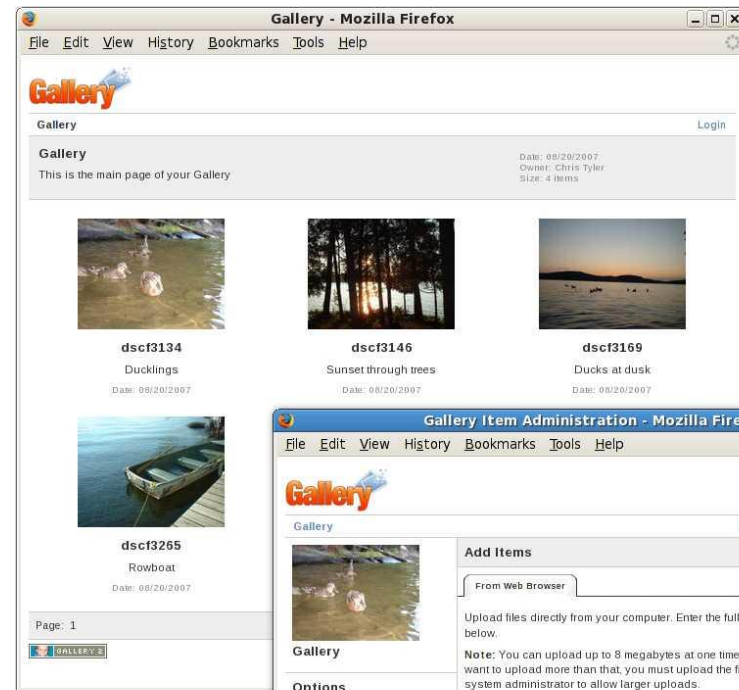 Gallery - Mozilla Firefox
File Edit View History Bookmarks Tools Help
Gallery
Gallery Login
Gallery
This is the main page of your Gallery
Date: 08/20/2007
Owner: Chris Tyler
Size: 4 items
dscf3134
Ducklings
Date: 08/20/2007
dscf3146
Sunset through trees
Date: 08/20/2007
dscf3169
Ducks at dusk
Date: 08/20/2007
dscf3265
Rowboat
Date: 08/20/2007
Page: 1
GALLERY 2
Gallery Item Administration - Mozilla Fire
File Edit View History Bookmarks Tools Help
Gallery
Gallery
Gallery
Options
Add Items
From Web Browser
Upload files directly from your computer. Enter the full
below.
Note: You can upload up to 8 megabytes at one time
want to upload more than that, you must upload the fi
system administrator to allow larger uploads.